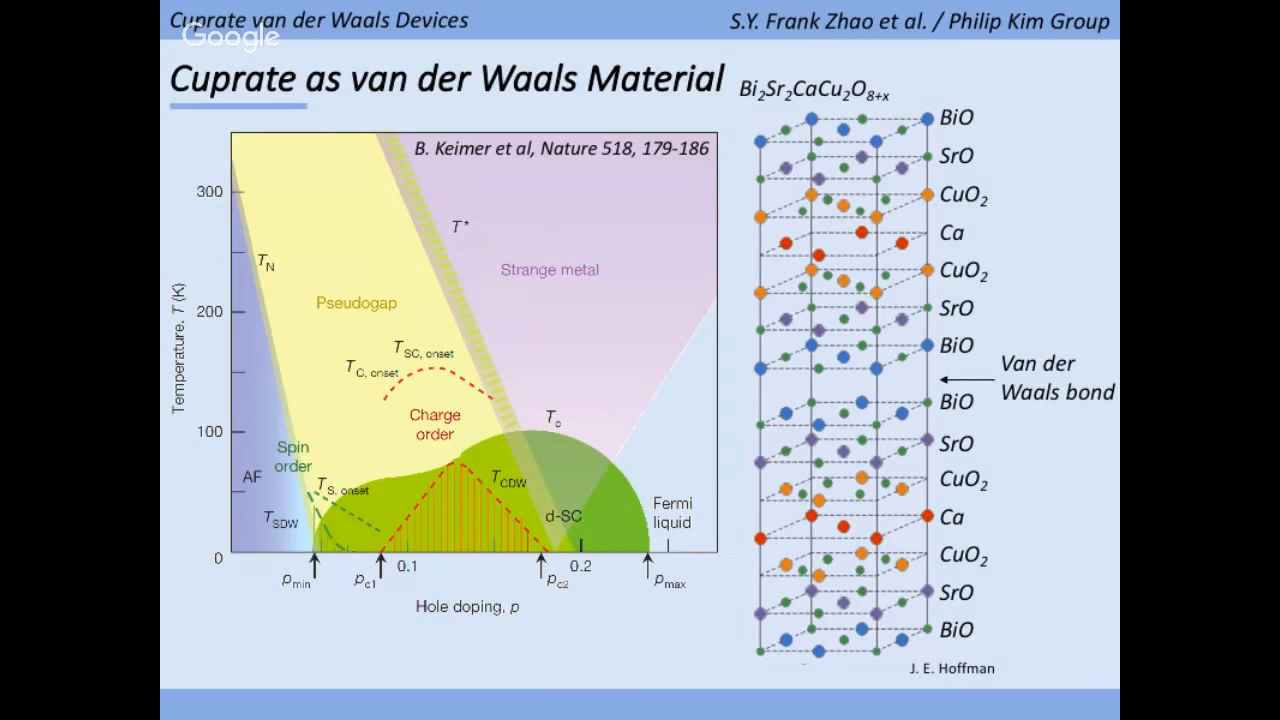 Cuprate van der Waals Devices
S.Y. Frank Zhao et al. / Philip Kim Group
Google
Cuprate as van der Waals Material
Bi2Sr2CaCu2O8+x
B. Keimer et al, Nature 518, 179-186
300
200
100
0
Temperature, T (K)
TN
T*
Strange metal
Pseudogap
TSC, onset
TC, onset
Charge
order
Tc
Spin
order
AF
TS, onset
TCDW
TSDW
d-SC
Fermi
liquid
0.1
0.2
pmin
pc1
pc2
pmax
Hole doping, p
BiO
SrO
CuO2
Ca
CuO2
SrO
BiO
Van der
Waals bond
BiO
SrO
CuO2
Ca
CuO2
SrO
BiO
J. E. Hoffman